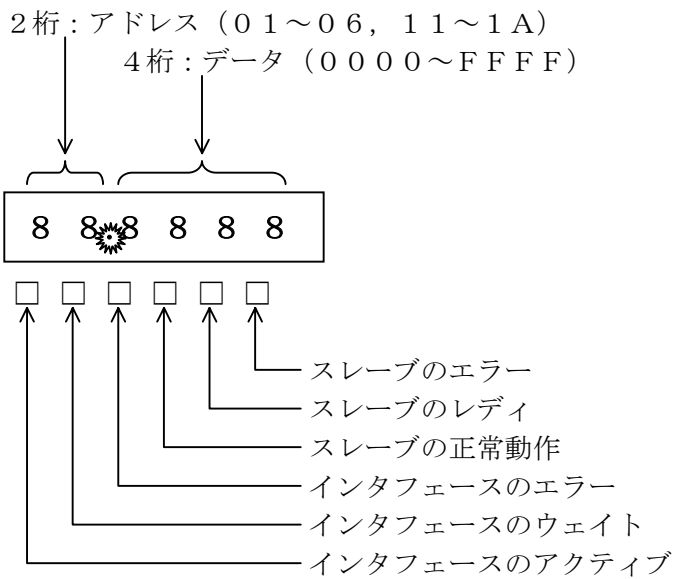 2桁：アドレス（０１～０６，１１～１Ａ）
4桁：データ（００００～ＦＦＦＦ）
8 8 8 8 8 8
スレーブのエラー
スレーブのレディ
スレーブの正常動作
インタフェースのエラー
インタフェースのウェイト
インタフェースのアクティブ